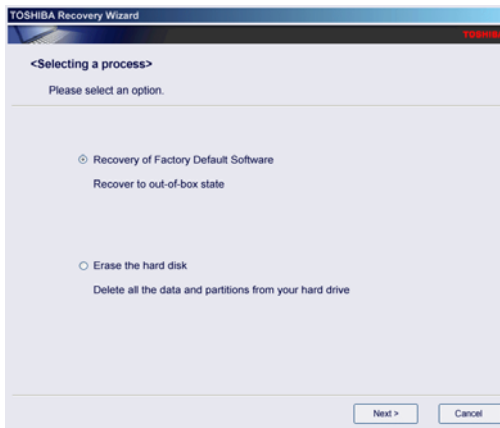 TOSHIBA Recovery Wizard
TOSHIBA
<Selecting a process>
Please select an option.
Recovery of Factory Default Software
Recover to out-of-box state
Erase the hard disk
Delete all the data and partitions from your hard drive
Next >
Cancel